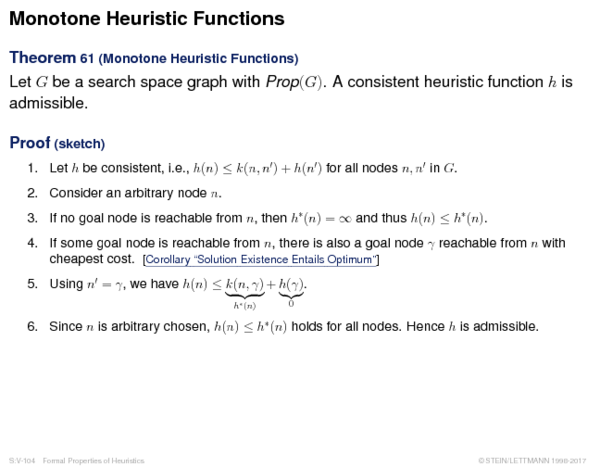 Monotone Heuristic Functions
Theorem 61 (Monotone Heuristic Functions)
Let G be a search space graph with Prop(G). A consistent heuristic function h is
admissible.
Proof (sketch)
1. Let h be consistent, i.e., h(n) ≤ k(n, n′) + h(n′) for all nodes n, n′ in G.
2. Consider an arbitrary node n.
3. If no goal node is reachable from n, then h*(n) = ∞ and thus h(n) ≤ h*(n).
4. If some goal node is reachable from n, there is also a goal node γ reachable from n with
cheapest cost. [Corollary "Solution Existence Entails Optimum"]
5. Using n′ = γ, we have h(n) ≤ k(n, γ) + h(γ).
h*(n) 0
6. Since n is arbitrary chosen, h(n) ≤ h*(n) holds for all nodes. Hence h is admissible.
S:V-104 Formal Properties of Heuristics © STEIN/LETTMANN 1998-2017